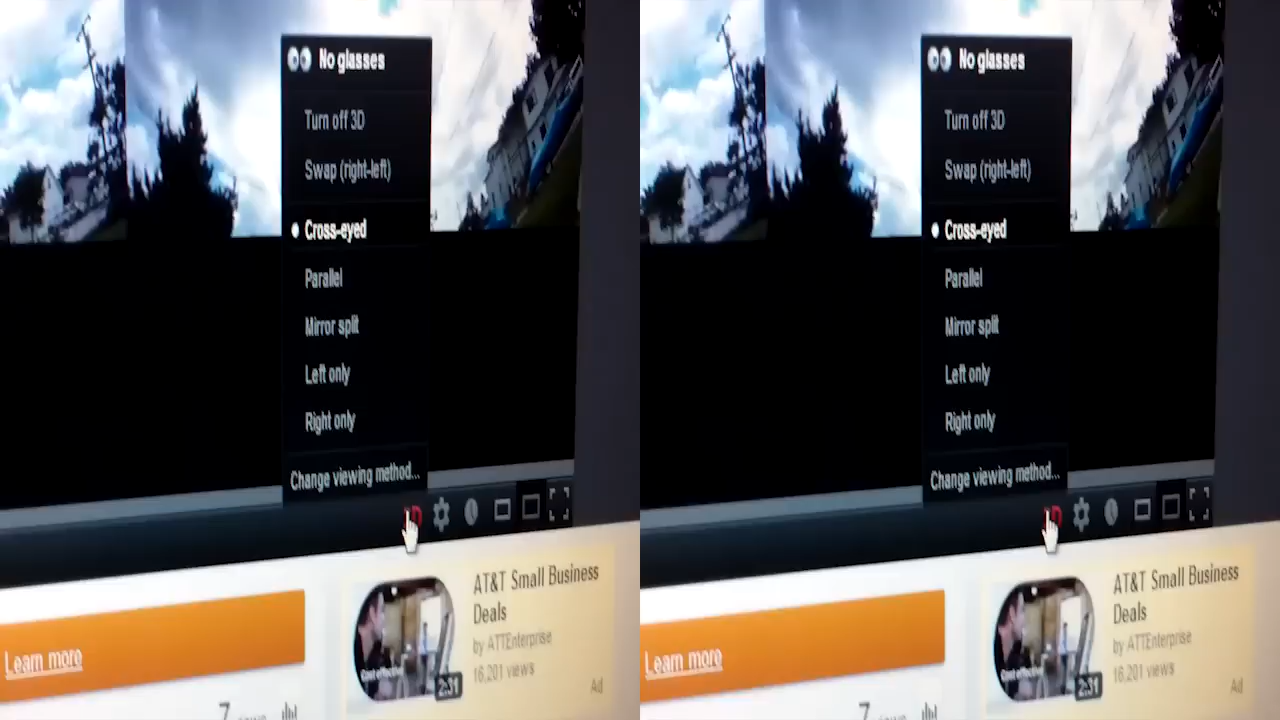 No glasses
Turn off 3D
Swap (right-left)
Cross-eyed
Parallel
Mirror split
Left only
Right only
Change viewing method...
Learn more
AT&T Small Business
Deals
by ATTEnterprise
16,201 views
Ad
2:31
7
No glasses
Turn off 3D
Swap (right-left)
Cross-eyed
Parallel
Mirror split
Left only
Right only
Change viewing method...
Learn more
AT&T Small Business
Deals
by ATTEnterprise
16,201 views
Ad
2:31
7